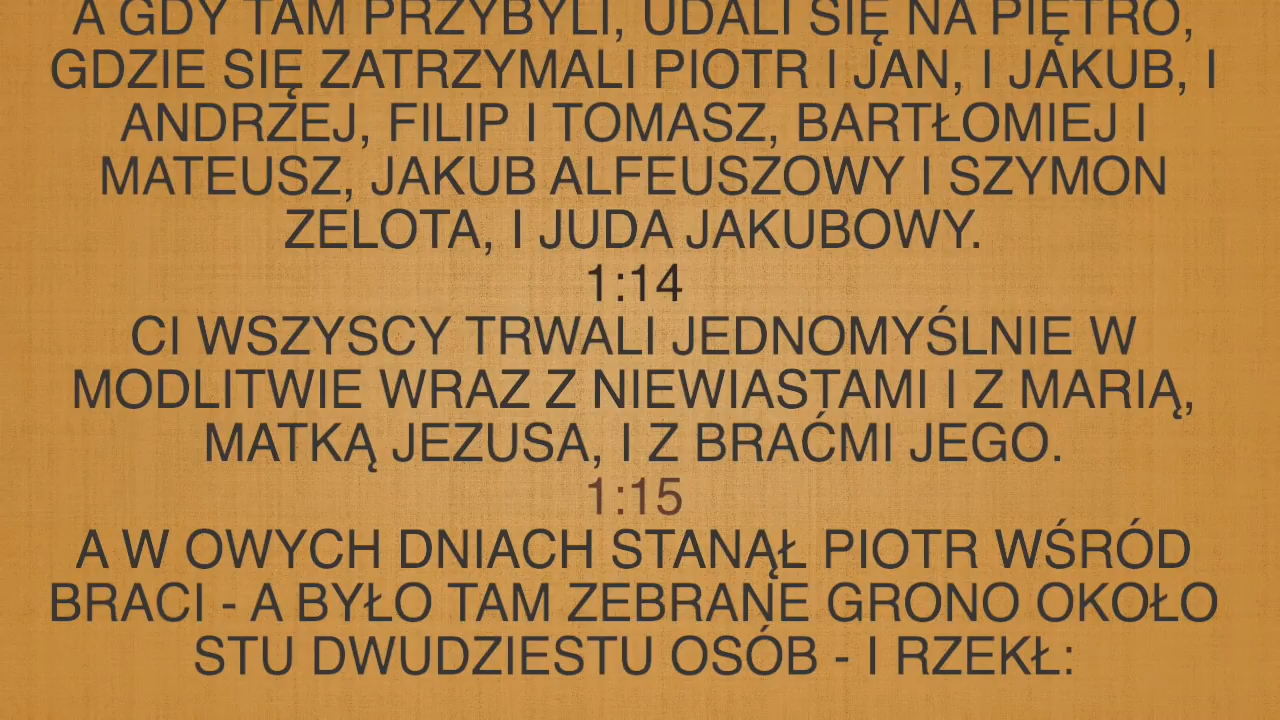 A GDY TAM PRZYBYLI, UDALI SIĘ NA PIĘTRO,
GDZIE SIĘ ZATRZYMALI PIOTR I JAN, I JAKUB, I
ANDRZEJ, FILIP I TOMASZ, BARTŁOMIEJ I
MATEUSZ, JAKUB ALFEUSZOWY I SZYMON
ZELOTA, I JUDA JAKUBOWY.
1:14
CI WSZYSCY TRWALI JEDNOMYŚLNIE W
MODLITWIE WRAZ Z NIEWIASTAMI I Z MARIĄ,
MATKĄ JEZUSA, I Z BRAĆMI JEGO.
1:15
A W OWYCH DNIACH STANĄŁ PIOTR WŚRÓD
BRACI - A BYŁO TAM ZEBRANE GRONO OKOŁO
STU DWUDZIESTU OSÓB - I RZEKŁ: